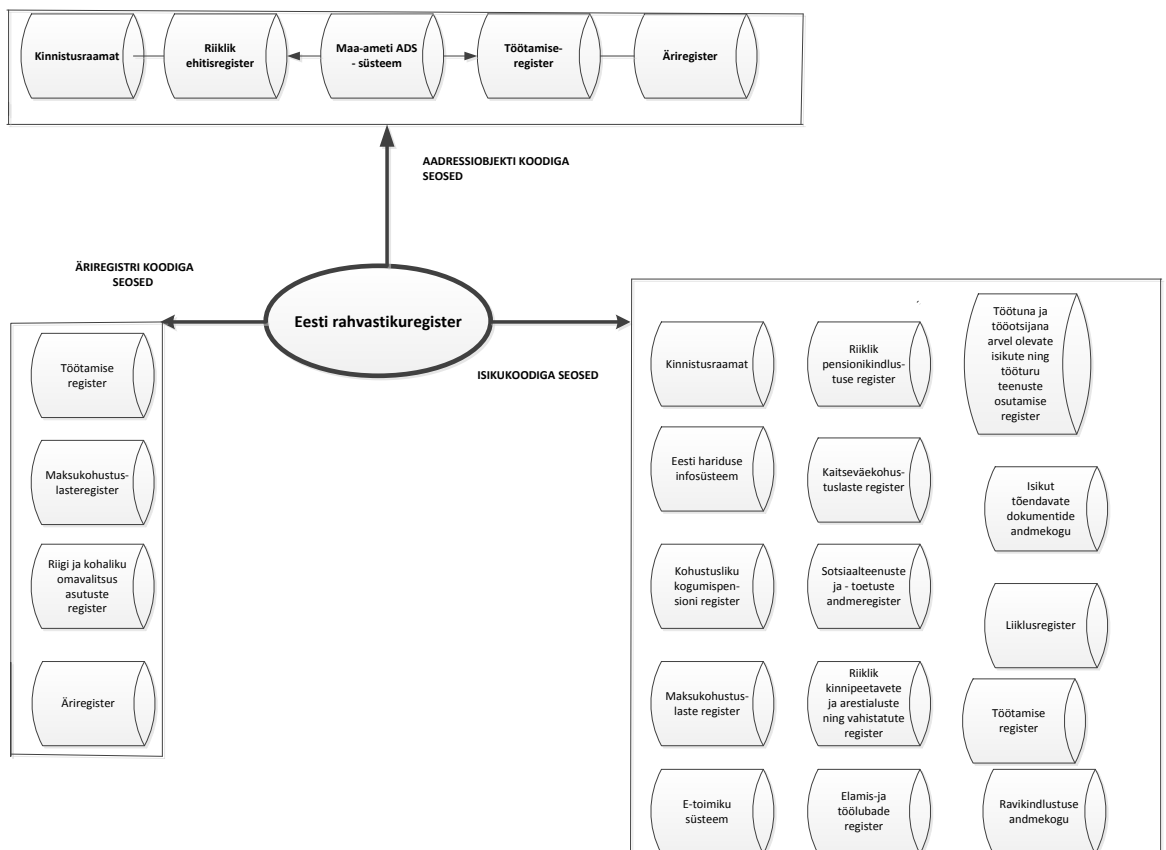 Kinnistusraamat
Riiklik
ehitisregister
Maa-ameti ADS
- süsteem
Töötamise-
register
Äriregister
AADRESSIOBJEKTI KOODIGA
SEOSED
ÄRIREGISTRI KOODIGA
SEOSED
Eesti rahvastikuregister
ISIKUKOODIGA SEOSED
Töötamise
register
Maksukohustus-
lasteregister
Riigi ja kohaliku
omavalitsus
asutuste
register
Äriregister
Kinnistusraamat
Riiklik
pensionikindlus-
tuse register
Töötuna ja
tööotsijana
arvel olevate
isikute ning
tööturu
teenuste
osutamise
register
Eesti hariduse
infosüsteem
Kaitseväekohus-
tuslaste register
Isikut
tõendavate
dokumentide
andmekogu
Kohustusliku
kogumispen-
sioni register
Sotsiaalteenuste
ja - toetuste
andmeregister
Liiklusregister
Maksukohustus-
laste register
Riiklik
kinnipeetavete
ja arestialuste
ning vahistatute
register
Töötamise
register
E-toimiku
süsteem
Elamis-ja
töölubade
register
Ravikindlustuse
andmekogu